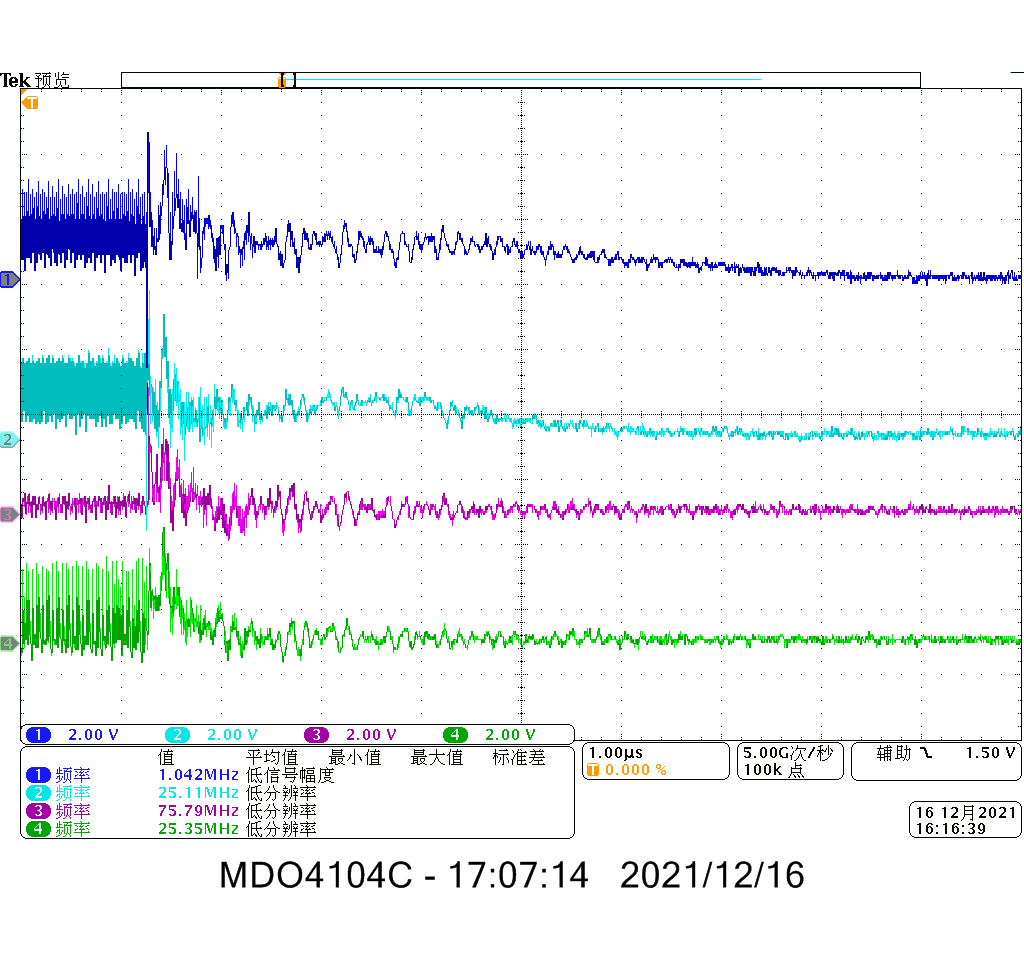 Tek 预览
T
1
2
3
4
1 2.00 V 2 2.00 V 3 2.00 V 4 2.00 V
值 平均值 最小值 最大值 标准差
1 频率 1.042MHz 低信号幅度
2 频率 25.11MHz 低分辨率
3 频率 75.79MHz 低分辨率
4 频率 25.35MHz 低分辨率
1.00μs
T 0.000 %
5.00G次/秒
100k 点
辅助 1.50 V
16 12月2021
16:16:39
MDO4104C - 17:07:14 2021/12/16